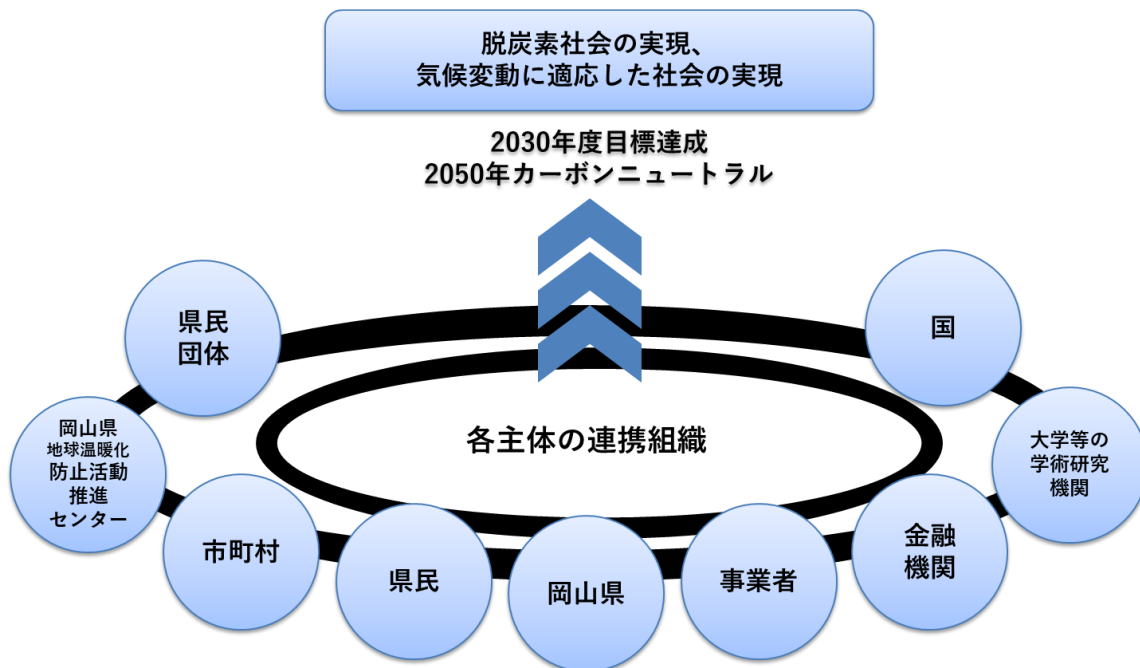 脱炭素社会の実現、
気候変動に適応した社会の実現
2030年度目標達成
2050年カーボンニュートラル
県民
団体
国
岡山県
地球温暖化
防止活動
推進
センター
各主体の連携組織
大学等の
学術研究
機関
市町村
県民
岡山県
事業者
金融
機関